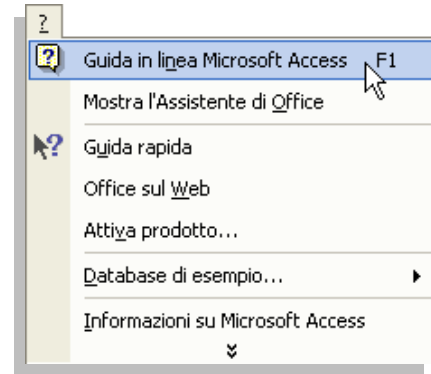 ?
Guida in linea Microsoft Access F1
Mostra l'Assistente di Office
Guida rapida
Office sul Web
Attiva prodotto...
Database di esempio...
Informazioni su Microsoft Access